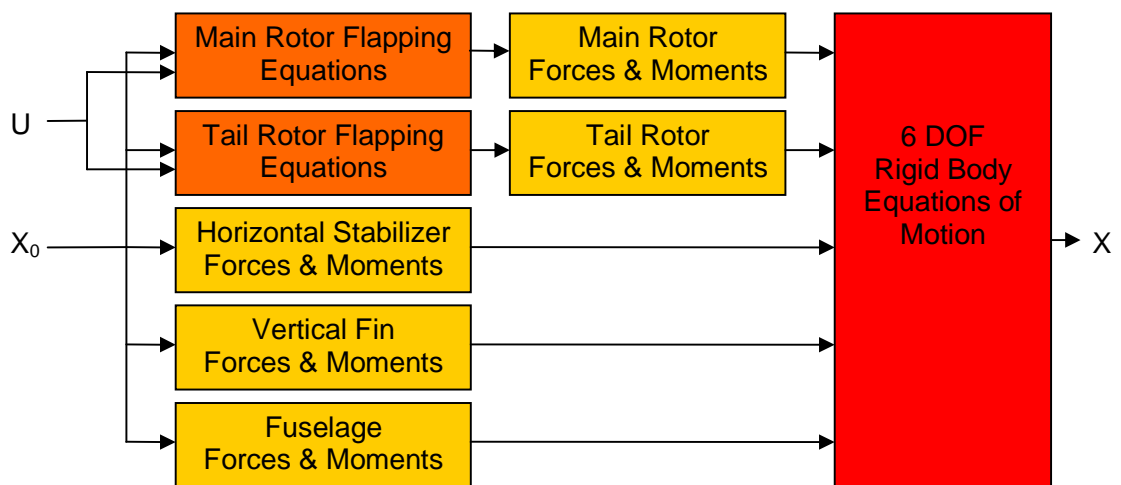 Main Rotor Flapping
Equations
Main Rotor
Forces & Moments
U
Tail Rotor Flapping
Equations
Tail Rotor
Forces & Moments
6 DOF
Rigid Body
Equations of
Motion
X₀
Horizontal Stabilizer
Forces & Moments
X
Vertical Fin
Forces & Moments
Fuselage
Forces & Moments